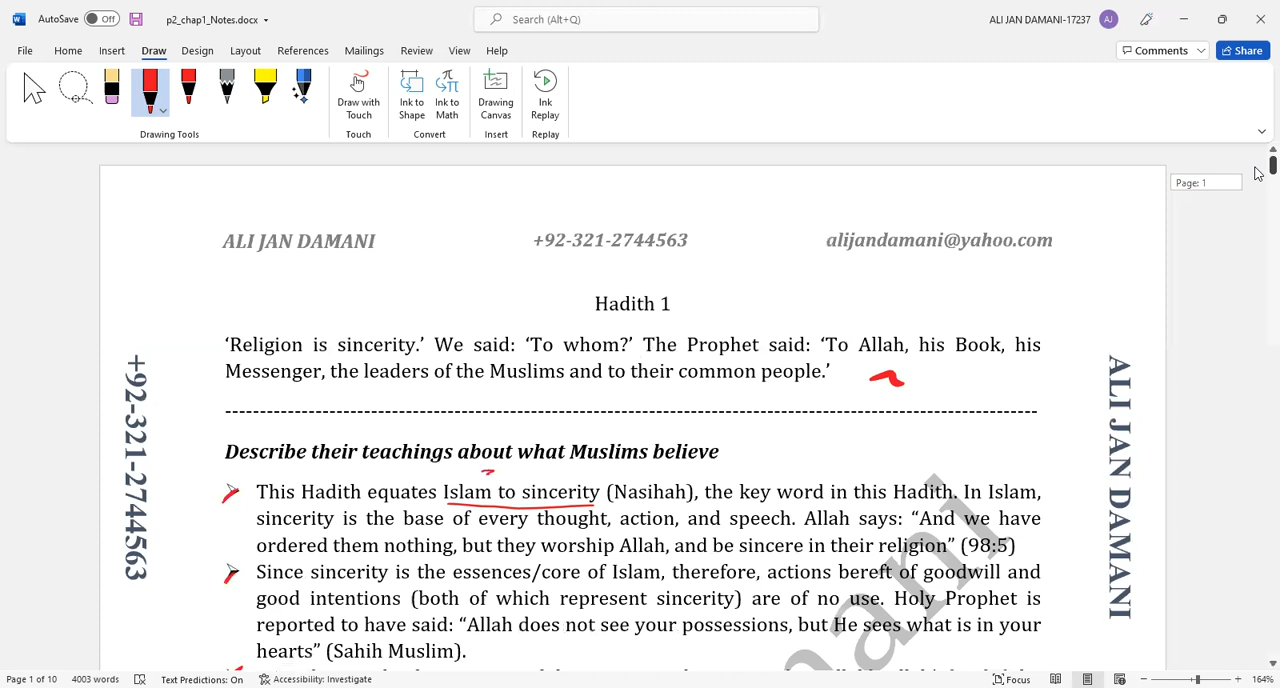 AutoSave Off p2_chap1_Notes.docx Search (Alt+Q) ALI JAN DAMANI-17237 AJ
File Home Insert Draw Design Layout References Mailings Review View Help Comments Share
Draw with Touch Ink to Shape Ink to Math Drawing Canvas Ink Replay
Drawing Tools Touch Convert Insert Replay
Page: 1
ALI JAN DAMANI +92-321-2744563 alijandamani@yahoo.com
Hadith 1
‘Religion is sincerity.’ We said: ‘To whom?’ The Prophet said: ‘To Allah, his Book, his
Messenger, the leaders of the Muslims and to their common people.’
Describe their teachings about what Muslims believe
This Hadith equates Islam to sincerity (Nasihah), the key word in this Hadith. In Islam,
sincerity is the base of every thought, action, and speech. Allah says: “And we have
ordered them nothing, but they worship Allah, and be sincere in their religion” (98:5)
Since sincerity is the essences/core of Islam, therefore, actions bereft of goodwill and
good intentions (both of which represent sincerity) are of no use. Holy Prophet is
reported to have said: “Allah does not see your possessions, but He sees what is in your
hearts” (Sahih Muslim).
+92-321-2744563
ALI JAN DAMANI
mani
Page 1 of 10 4003 words Text Predictions: On Accessibility: Investigate Focus 164%